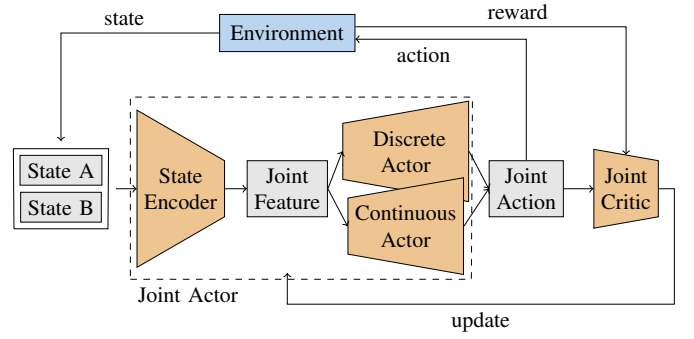 state
Environment
reward
action
State A
State B
State
Encoder
Joint
Feature
Discrete
Actor
Continuous
Actor
Joint
Action
Joint
Critic
Joint Actor
update